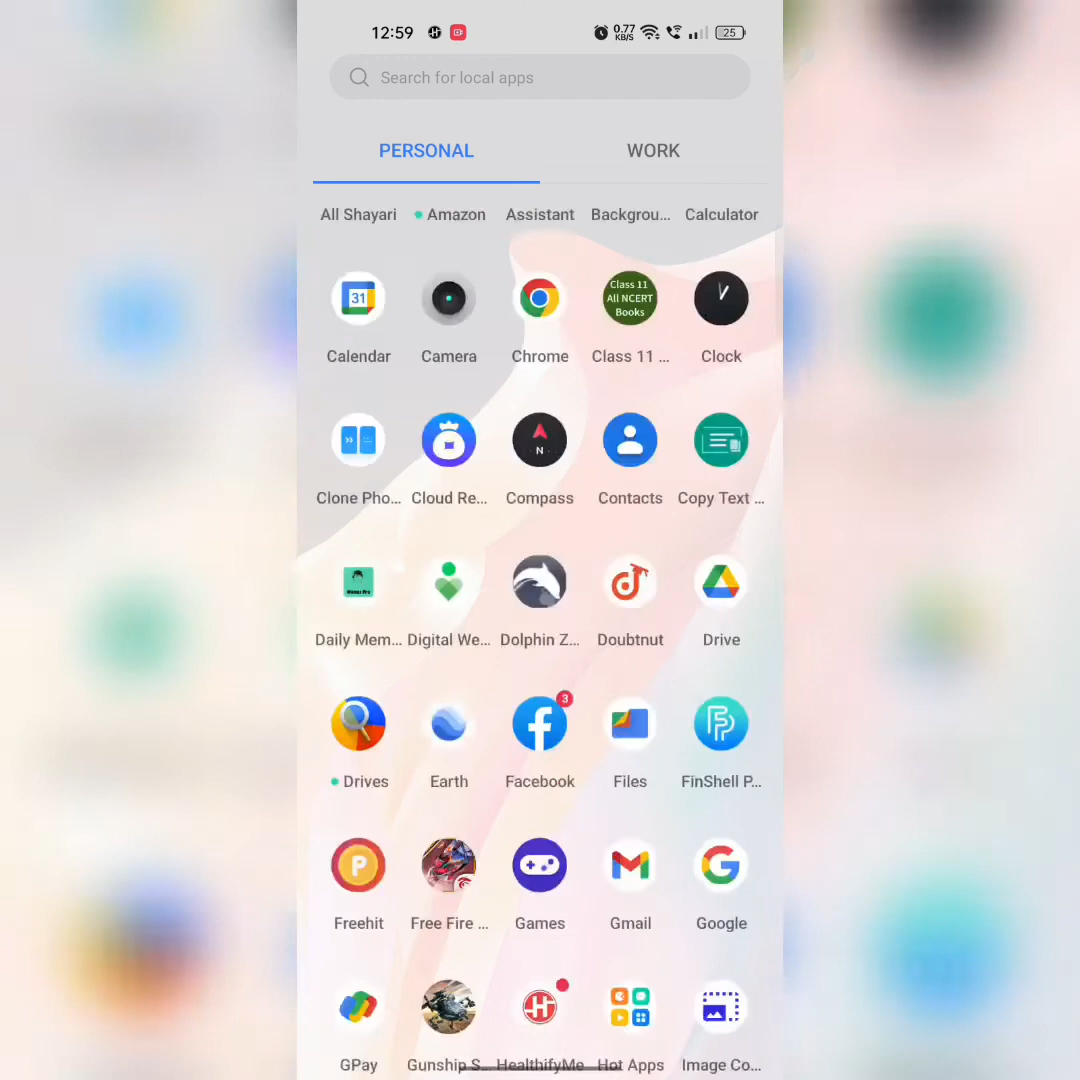 12:59 0.77 KB/S 25
Search for local apps
PERSONAL WORK
All Shayari Amazon Assistant Backgrou... Calculator
31 Class 11
All NCERT
Books
Calendar Camera Chrome Class 11 ... Clock
N
Clone Pho... Cloud Re... Compass Contacts Copy Text ...
Daily Mem... Digital We... Dolphin Z... Doubtnut Drive
3
Drives Earth Facebook Files FinShell P...
P
Freehit Free Fire ... Games Gmail Google
GPay Gunship S... HealthifyMe Hot Apps Image Co...